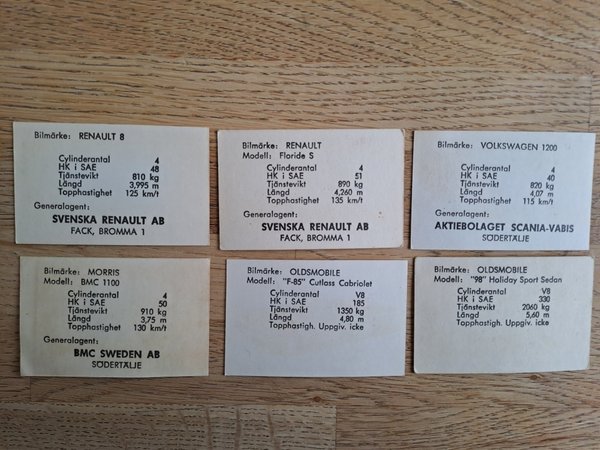 Bilmärke: RENAULT 8
Cylinderantal 4
HK i SAE 48
Tjänstevikt 810 kg
Längd 3,995 m
Topphastighet 125 km/t
Generalagent:
SVENSKA RENAULT AB
FACK, BROMMA 1
Bilmärke: RENAULT
Modell: Floride S
Cylinderantal 4
HK i SAE 51
Tjänstevikt 890 kg
Längd 4,260 m
Topphastighet 135 km/t
Generalagent:
SVENSKA RENAULT AB
FACK, BROMMA 1
Bilmärke: VOLKSWAGEN 1200
Cylinderantal 4
HK i SAE 40
Tjänstevikt 820 kg
Längd 4,07 m
Topphastighet 115 km/t
Generalagent:
AKTIEBOLAGET SCANIA-VABIS
SÖDERTÄLJE
Bilmärke: MORRIS
Modell: BMC 1100
Cylinderantal 4
HK i SAE 50
Tjänstevikt 910 kg
Längd 3,75 m
Topphastighet 130 km/t
Generalagent:
BMC SWEDEN AB
SÖDERTÄLJE
Bilmärke: OLDSMOBILE
Modell: "F-85" Cutlass Cabriolet
Cylinderantal V8
HK i SAE 185
Tjänstevikt 1350 kg
Längd 4,80 m
Topphastigh. Uppgiv. icke
Bilmärke: OLDSMOBILE
Modell: "98" Holiday Sport Sedan
Cylinderantal V8
HK i SAE 330
Tjänstevikt 2060 kg
Längd 5,60 m
Topphastigh. Uppgiv. icke